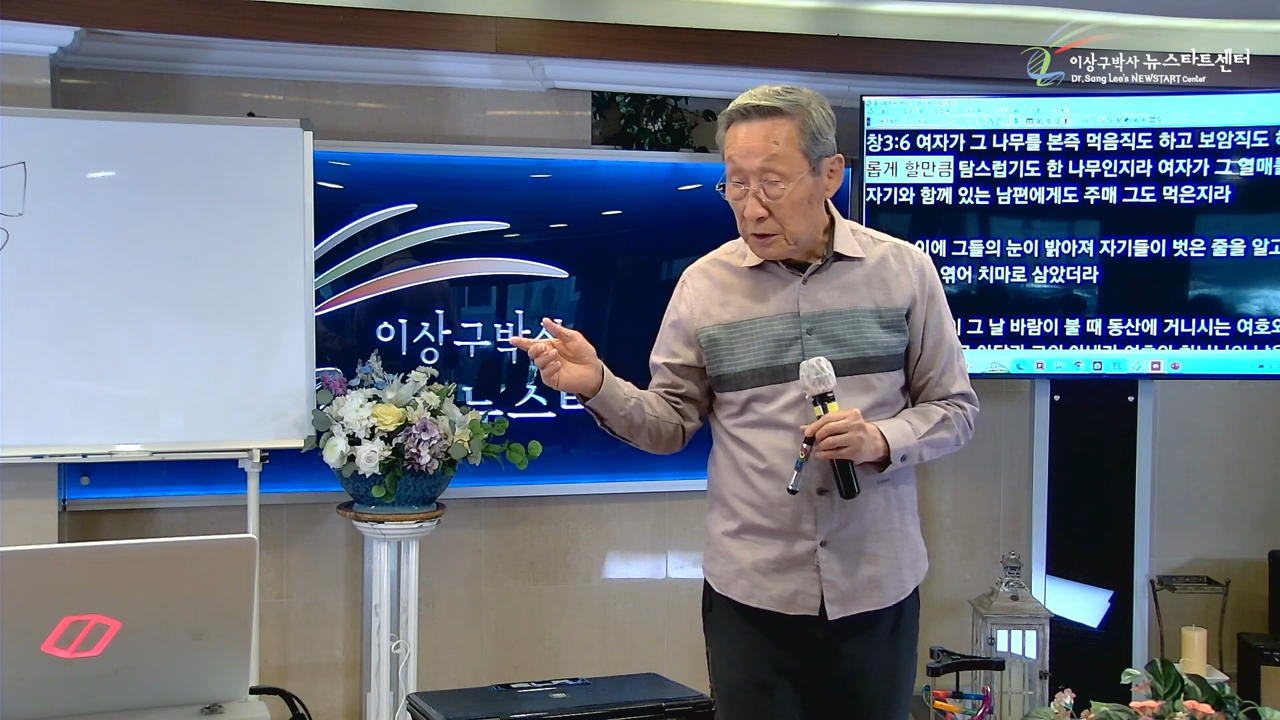 이상구박사 뉴스타트센터
Dr. Sang Lee's NEWSTART Center
창3:6 여자가 그 나무를 본즉 먹음직도 하고 보암직도
롭게 할만큼 탐스럽기도 한 나무인지라 여자가 그 열매를
자기와 함께 있는 남편에게도 주매 그도 먹은지라
이에 그들의 눈이 밝아져 자기들이 벗은 줄을 알고
엮어 치마로 삼았더라
그 날 바람이 불 때 동산에 거니시는 여호와
이상구박사
뉴스타